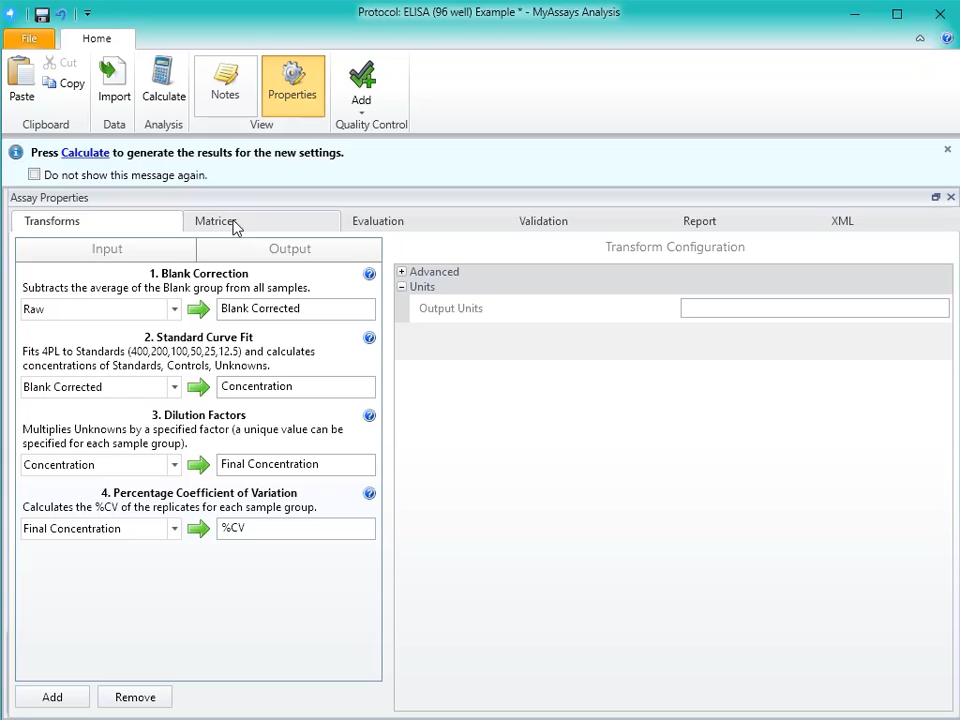 Protocol: ELISA (96 well) Example * - MyAssays Analysis
File
Home
Paste
Cut
Copy
Import
Calculate
Notes
Properties
Add
Clipboard
Data
Analysis
View
Quality Control
Press Calculate to generate the results for the new settings.
Do not show this message again.
Assay Properties
Transforms
Matrices
Evaluation
Validation
Report
XML
Input
Output
Transform Configuration
1. Blank Correction
Subtracts the average of the Blank group from all samples.
Raw
Blank Corrected
2. Standard Curve Fit
Fits 4PL to Standards (400,200,100,50,25,12.5) and calculates
concentrations of Standards, Controls, Unknowns.
Blank Corrected
Concentration
3. Dilution Factors
Multiplies Unknowns by a specified factor (a unique value can be
specified for each sample group).
Concentration
Final Concentration
4. Percentage Coefficient of Variation
Calculates the %CV of the replicates for each sample group.
Final Concentration
%CV
Advanced
Units
Output Units
Add
Remove